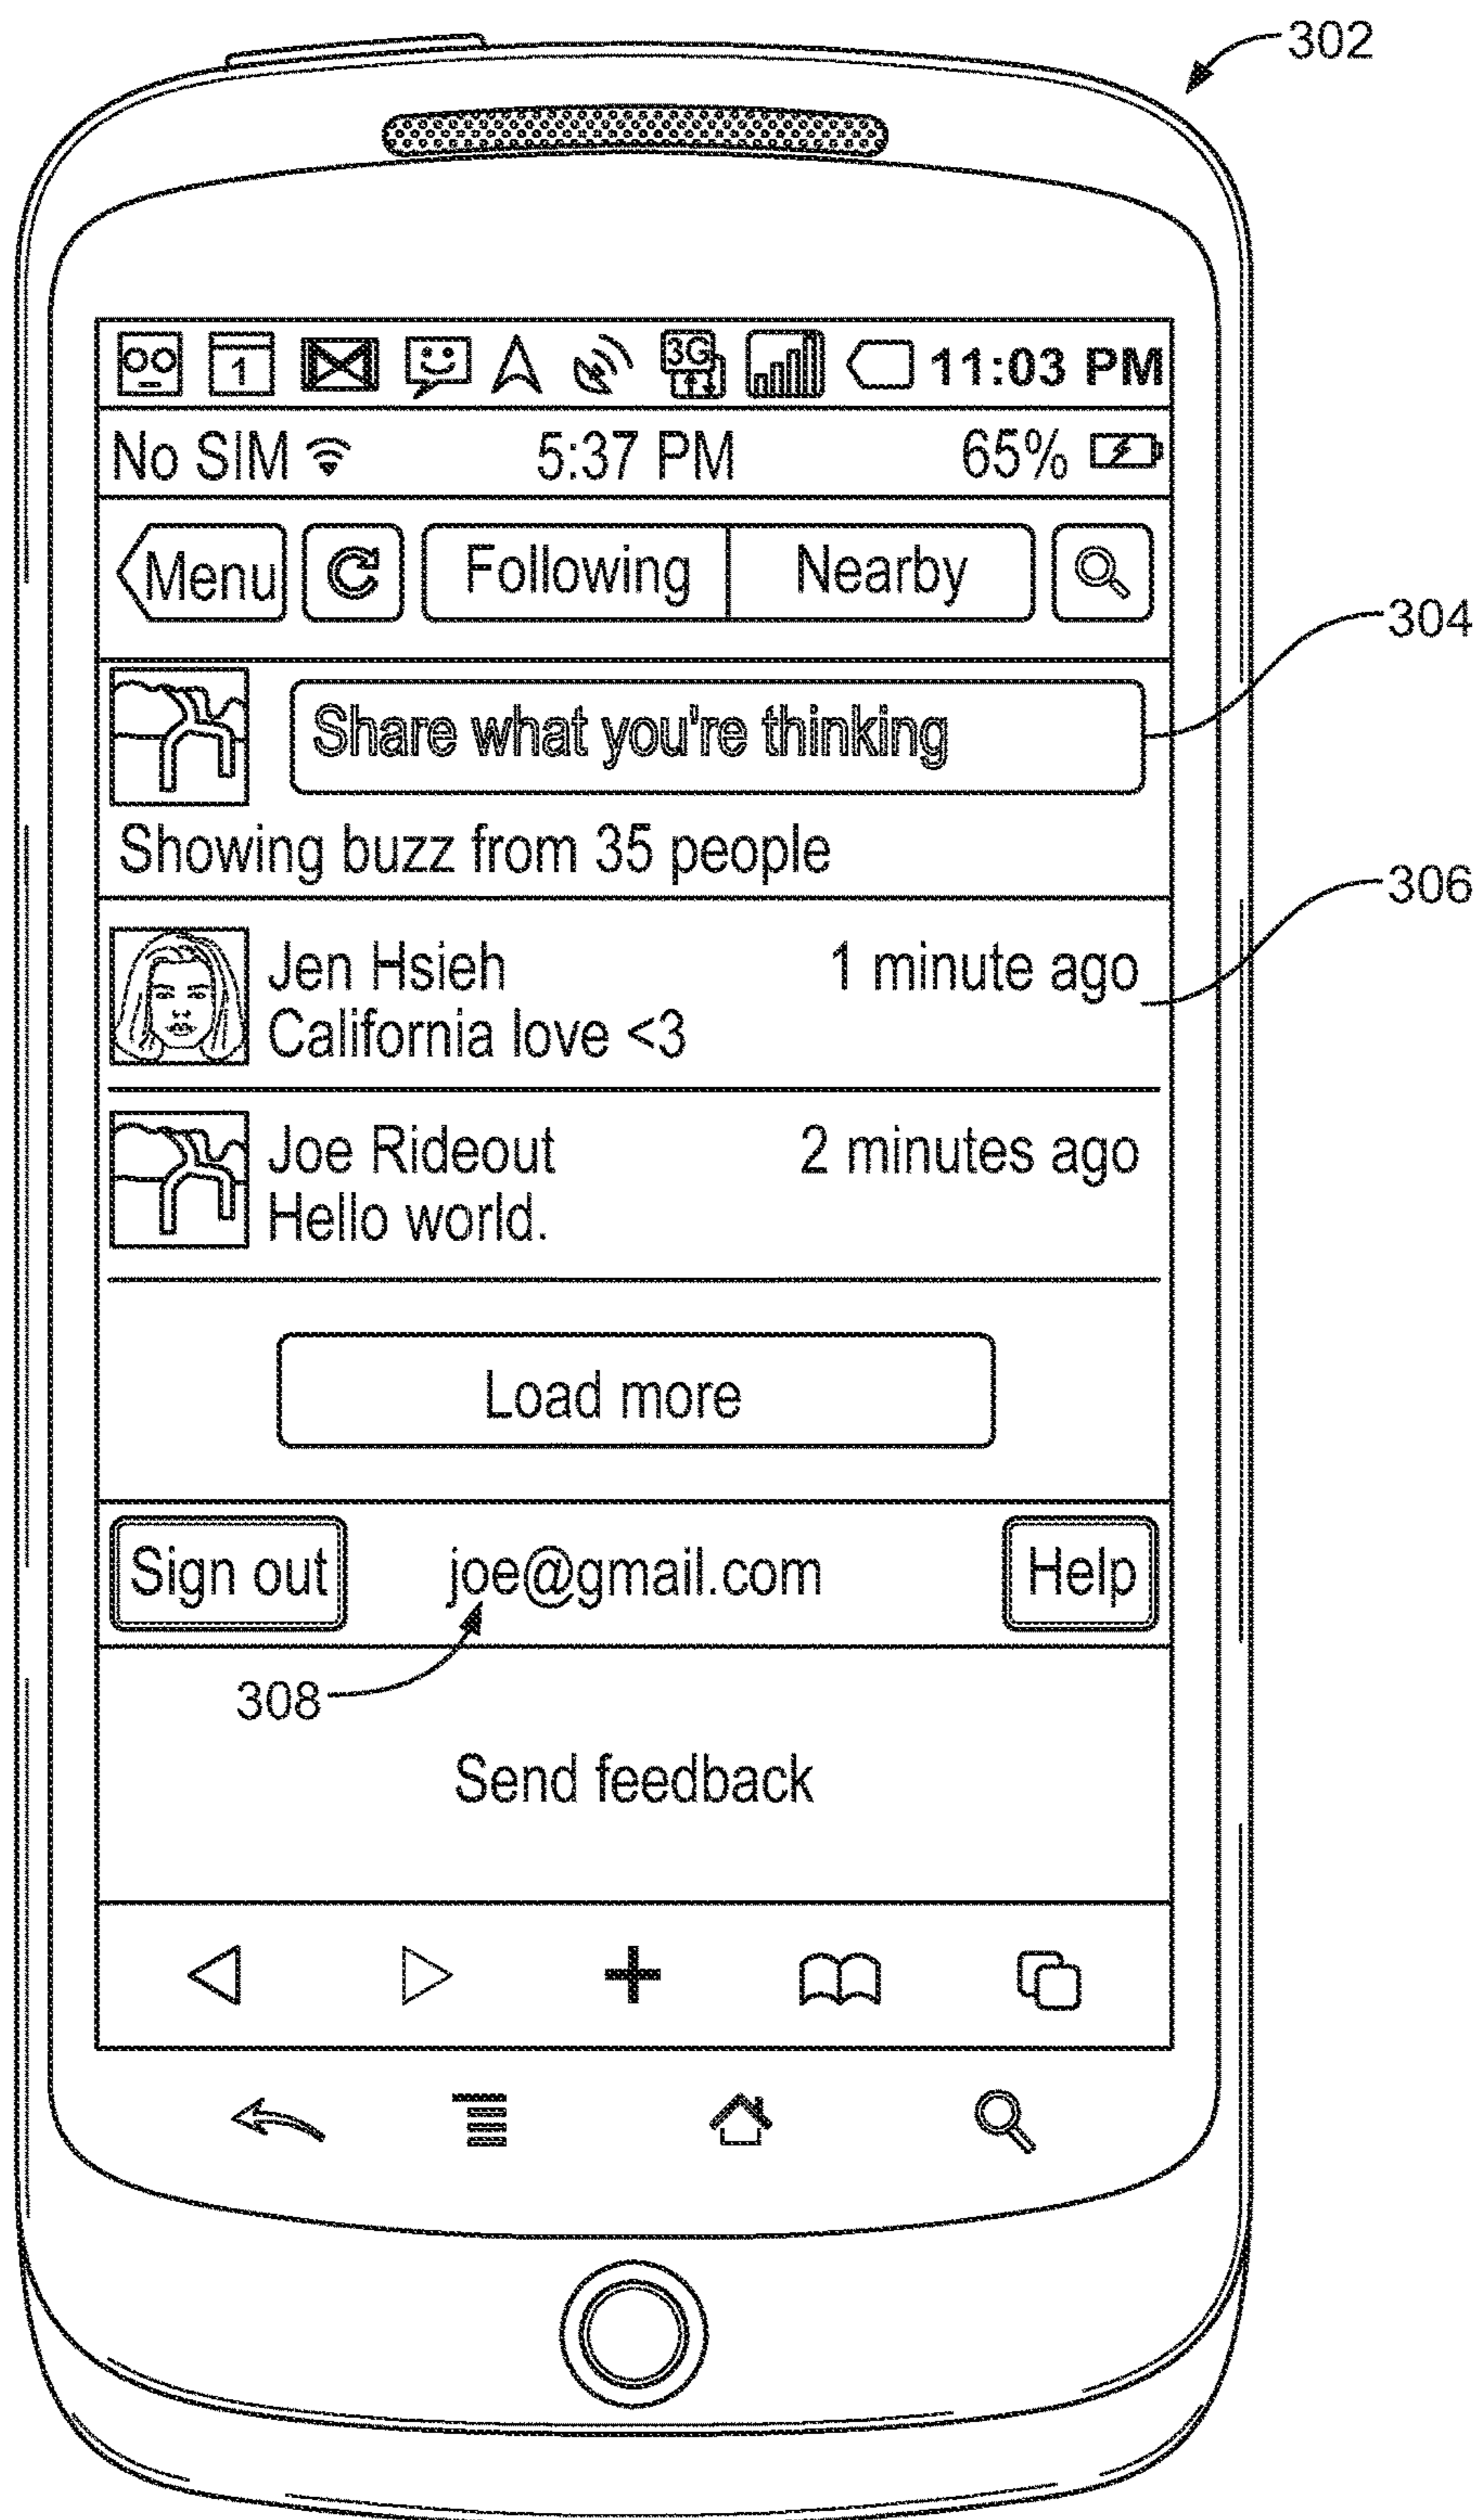 302
1 3G 11:03 PM
No SIM 5:37 PM 65%
Menu Following Nearby
304
Share what you're thinking
Showing buzz from 35 people
306
Jen Hsieh 1 minute ago
California love <3
Joe Rideout 2 minutes ago
Hello world.
Load more
Sign out joe@gmail.com Help
308
Send feedback